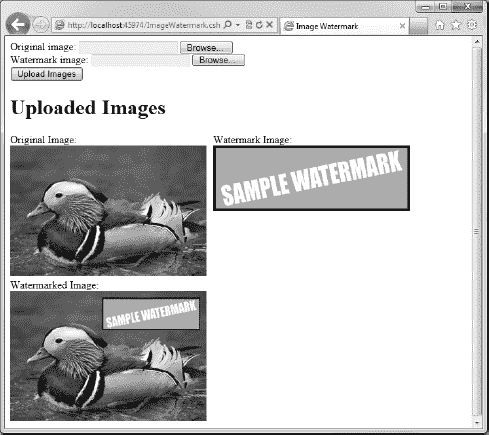 http://localhost:45974/ImageWatermark.csh
Image Watermark
Original image:
Browse...
Watermark image:
Browse...
Upload Images
Uploaded Images
Original Image:
Watermark Image:
SAMPLE WATERMARK
Watermarked Image:
SAMPLE WATERMARK